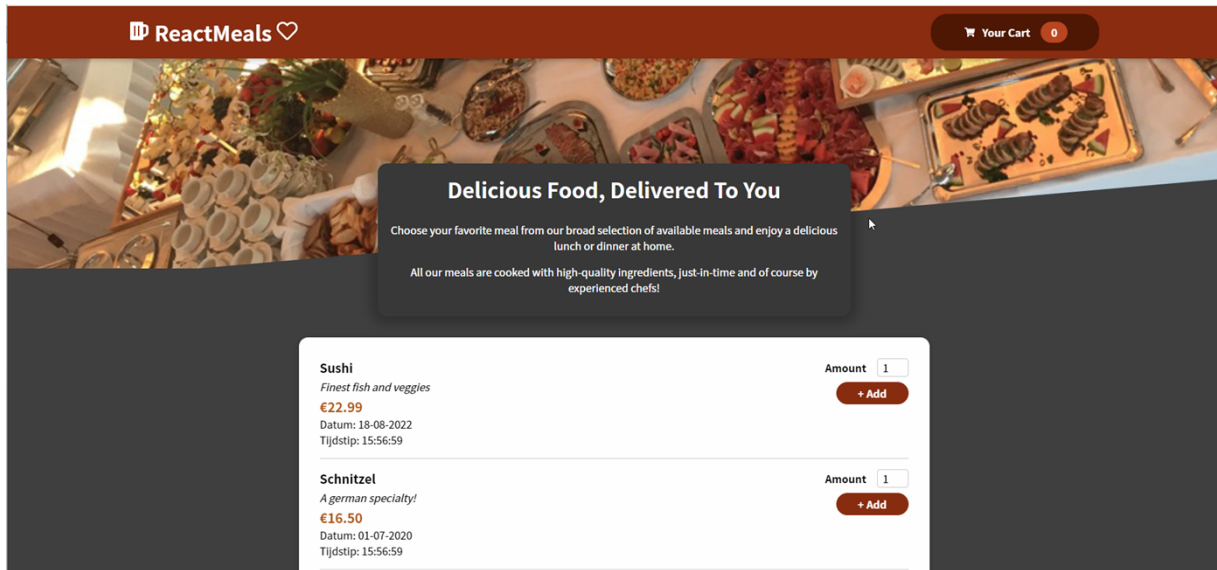 ReactMeals
Your Cart 0
Delicious Food, Delivered To You
Choose your favorite meal from our broad selection of available meals and enjoy a delicious
lunch or dinner at home.
All our meals are cooked with high-quality ingredients, just-in-time and of course by
experienced chefs!
Sushi
Amount 1
Finest fish and veggies
+ Add
€22.99
Datum: 18-08-2022
Tijdstip: 15:56:59
Schnitzel
Amount 1
A german specialty!
+ Add
€16.50
Datum: 01-07-2020
Tijdstip: 15:56:59